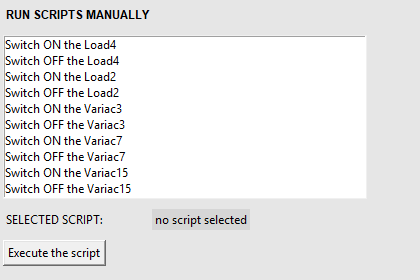 RUN SCRIPTS MANUALLY
Switch ON the Load4
Switch OFF the Load4
Switch ON the Load2
Switch OFF the Load2
Switch ON the Variac3
Switch OFF the Variac3
Switch ON the Variac7
Switch OFF the Variac7
Switch ON the Variac15
Switch OFF the Variac15
SELECTED SCRIPT: no script selected
Execute the script